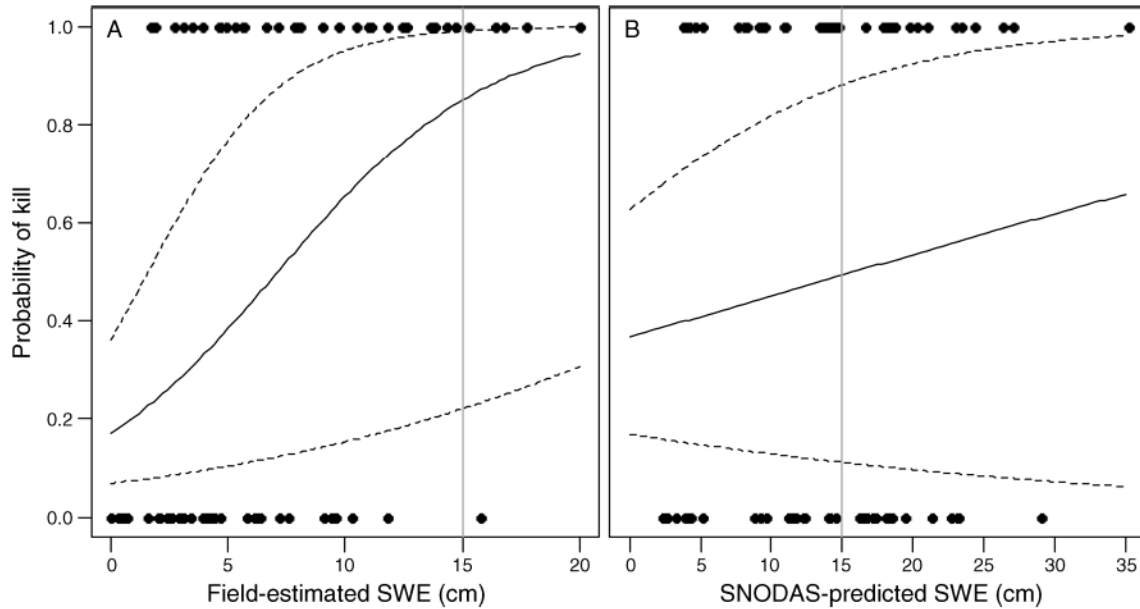 A
B
Probability of kill
1.0
0.8
0.6
0.4
0.2
0.0
0 5 10 15 20
0 5 10 15 20 25 30 35
Field-estimated SWE (cm)
SNODAS-predicted SWE (cm)